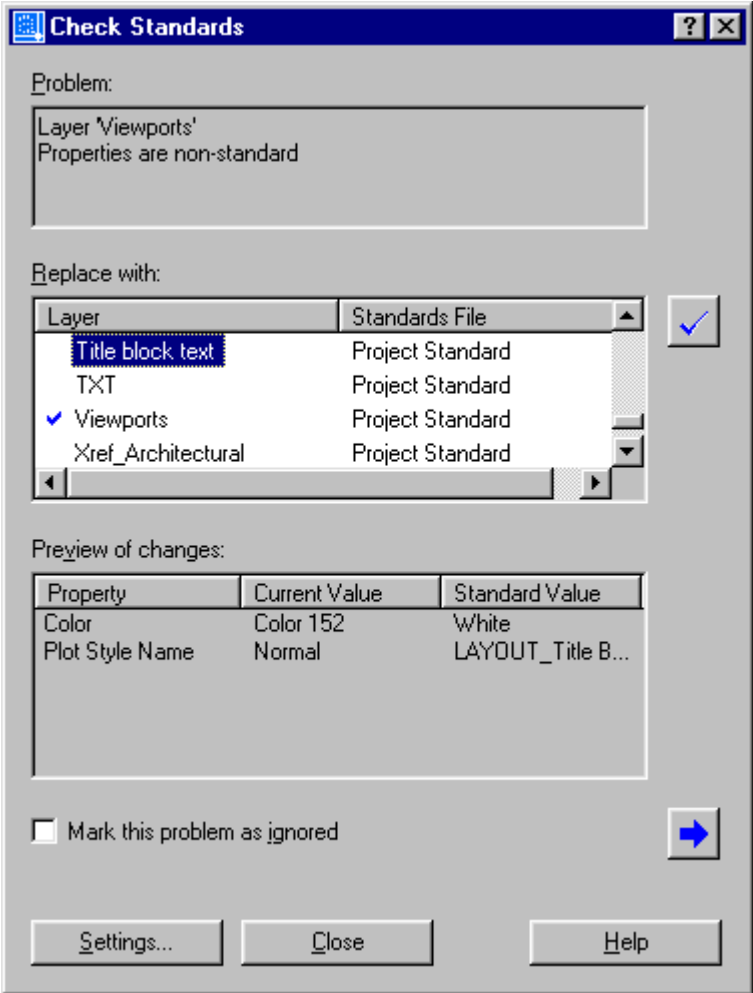 Check Standards
Problem:
Layer 'Viewports'
Properties are non-standard
Replace with:
Layer Standards File
Title block text Project Standard
TXT Project Standard
Viewports Project Standard
Xref_Architectural Project Standard
Preview of changes:
Property Current Value Standard Value
Color Color 152 White
Plot Style Name Normal LAYOUT_Title B...
Mark this problem as ignored
Settings... Close Help